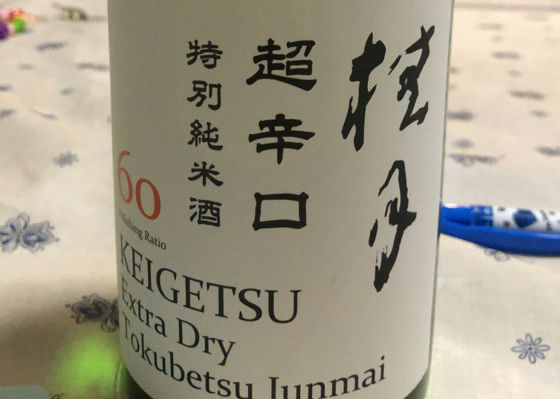 桂月
超辛口
特別純米酒
60
Polishing Ratio
KEIGETSU
Extra Dry
Tokubetsu Junmai